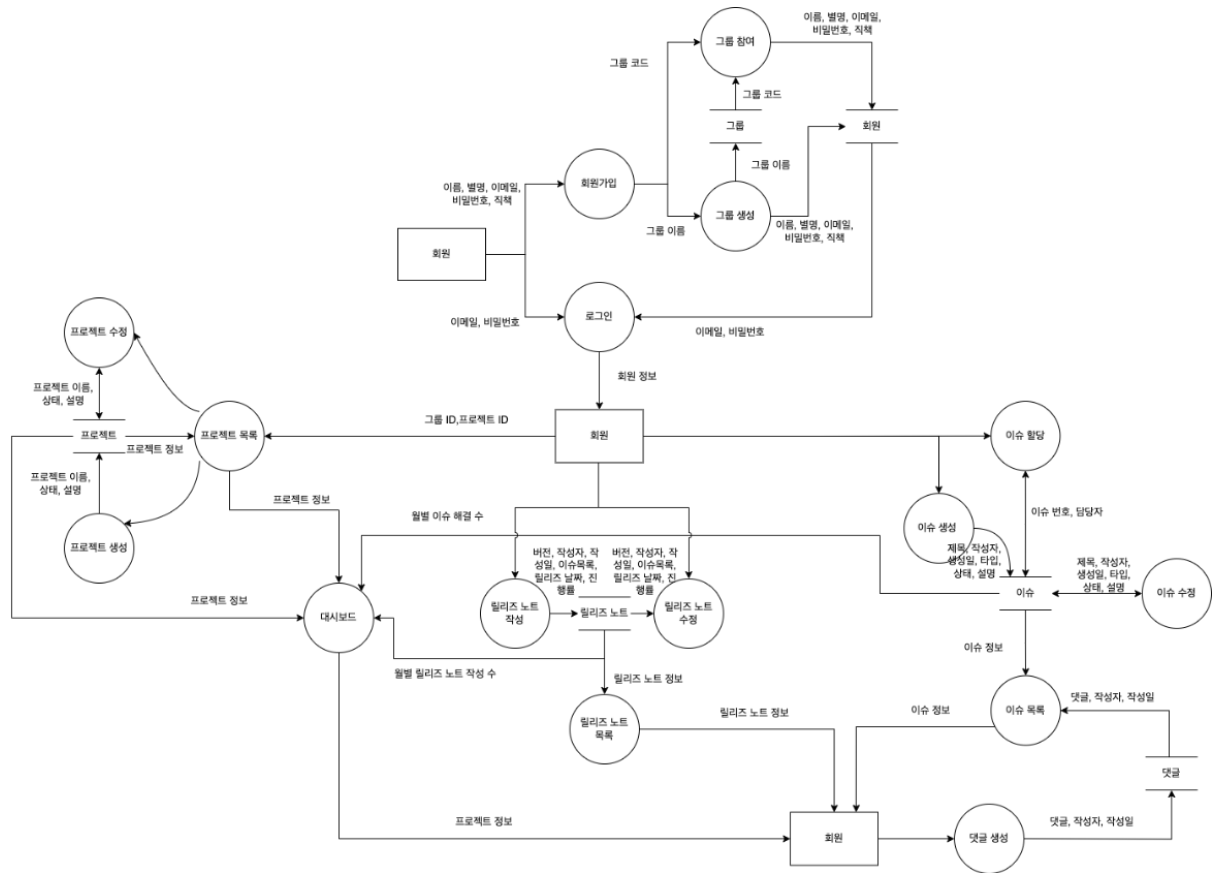 이름, 별명, 이메일,
비밀번호, 직책
그룹 참여
그룹 코드
그룹 코드
그룹
회원
그룹 이름
이름, 별명, 이메일,
비밀번호, 직책
회원가입
그룹 생성
그룹 이름
이름, 별명, 이메일,
비밀번호, 직책
회원
이메일, 비밀번호
로그인
이메일, 비밀번호
회원 정보
프로젝트 수정
프로젝트 이름,
상태, 설명
그룹 ID,프로젝트 ID
프로젝트
프로젝트 정보
프로젝트 목록
회원
이슈 할당
프로젝트 이름,
상태, 설명
프로젝트 정보
월별 이슈 해결 수
이슈 번호, 담당자
이슈 생성
프로젝트 생성
제목, 작성자,
생성일, 타입,
상태, 설명
버전, 작성자, 작
성일, 이슈목록,
릴리즈 날짜, 진
행률
버전, 작성자, 작
성일, 이슈목록,
릴리즈 날짜, 진
행률
제목, 작성자,
생성일, 타입,
상태, 설명
이슈
이슈 수정
프로젝트 정보
대시보드
릴리즈 노트
작성
릴리즈 노트
릴리즈 노트
수정
이슈 정보
월별 릴리즈 노트 작성 수
릴리즈 노트 정보
릴리즈 노트
목록
릴리즈 노트 정보
이슈 정보
이슈 목록
댓글, 작성자, 작성일
댓글
프로젝트 정보
회원
댓글 생성
댓글, 작성자, 작성일